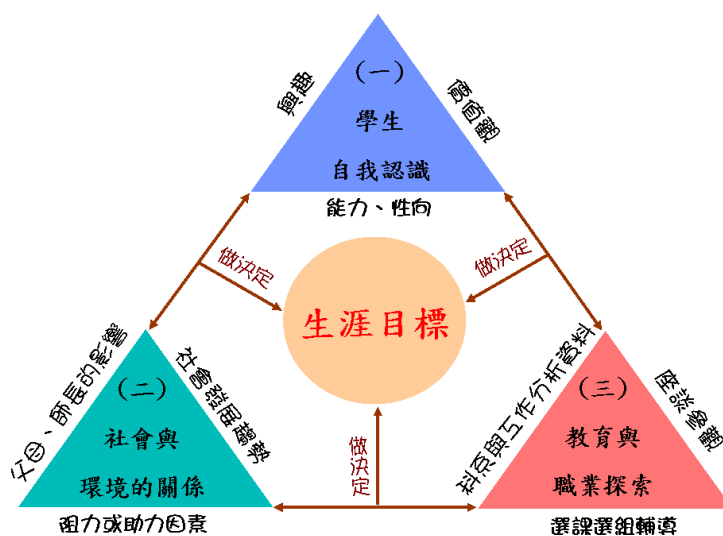 (一)
學生
自我認識
興趣
價值觀
能力、性向
做決定
做決定
生涯目標
父母、師長的影響
社會發展趨勢
(二)
社會與
環境的關係
阻力或助力因素
做決定
科系與工作分析資料
(三)
教育與
職業探索
選課選組輔導